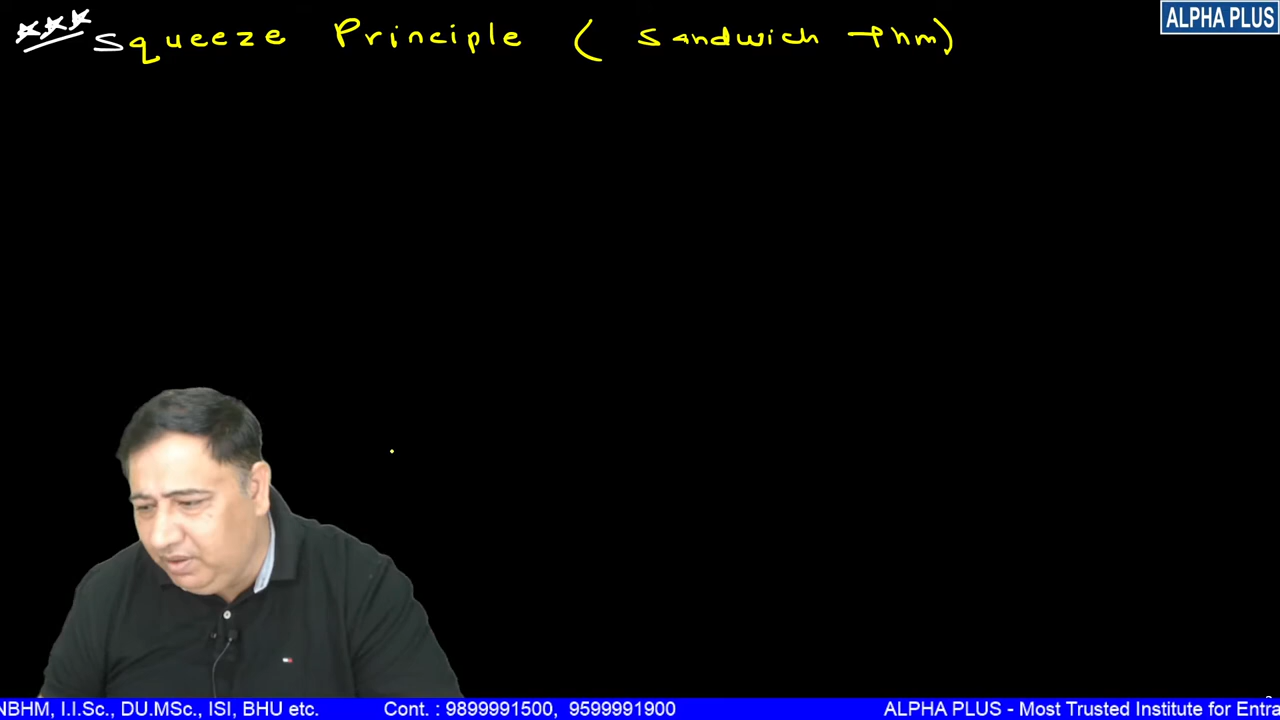 *** Squeeze Principle ( Sandwich thm)
ALPHA PLUS
NBHM, I.I.Sc., DU.MSc., ISI, BHU etc. Cont. : 9899991500, 9599991900 ALPHA PLUS - Most Trusted Institute for Entra